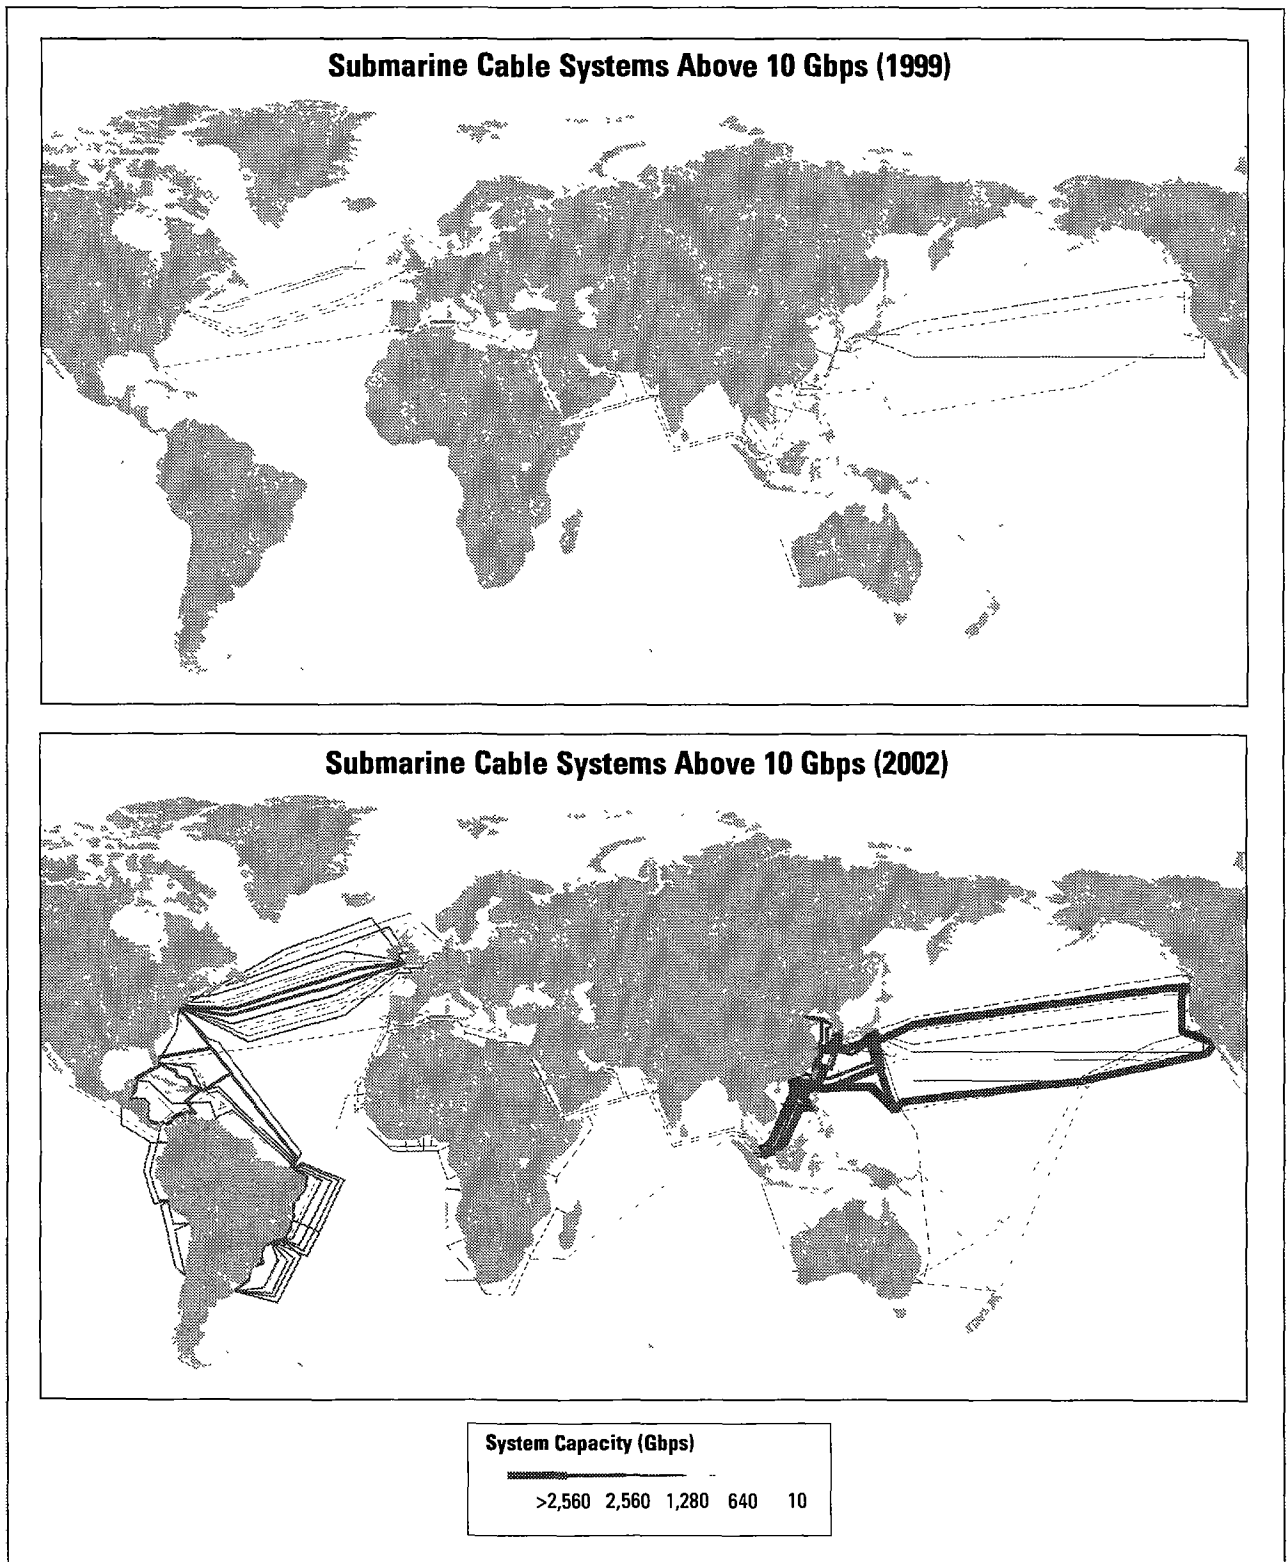 Submarine Cable Systems Above 10 Gbps (1999)
Submarine Cable Systems Above 10 Gbps (2002)
System Capacity (Gbps)
>2,560 2,560 1,280 640 10